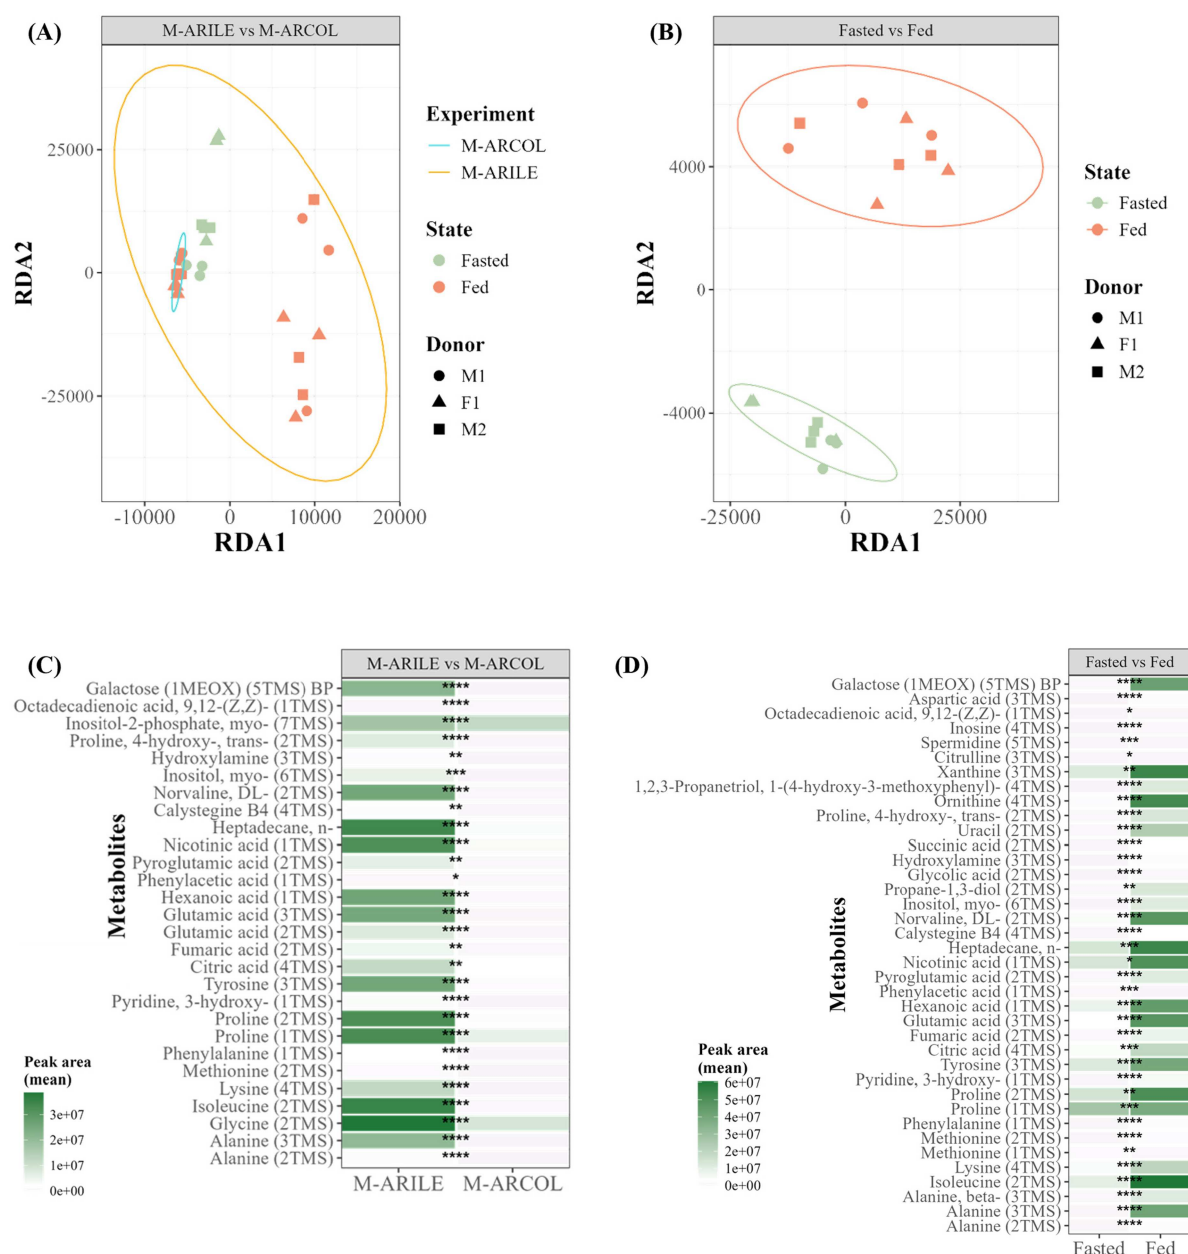 (A)
M-ARILE vs M-ARCOL
RDA2
25000
0
-25000
-10000
0
10000
20000
RDA1
Experiment
M-ARCOL
M-ARILE
State
Fasted
Fed
Donor
M1
F1
M2
(B)
Fasted vs Fed
RDA2
4000
0
-4000
-25000
0
25000
RDA1
State
Fasted
Fed
Donor
M1
F1
M2
(C)
M-ARILE vs M-ARCOL
Metabolites
Galactose (1MEOX) (5TMS) BP ****
Octadecadienoic acid, 9,12-(Z,Z)- (1TMS) ****
Inositol-2-phosphate, myo- (7TMS) ****
Proline, 4-hydroxy-, trans- (2TMS) ****
Hydroxylamine (3TMS) **
Inositol, myo- (6TMS) ***
Norvaline, DL- (2TMS) ****
Calystegine B4 (4TMS) **
Heptadecane, n- ****
Nicotinic acid (1TMS) ****
Pyroglutamic acid (2TMS) **
Phenylacetic acid (1TMS) *
Hexanoic acid (1TMS) ****
Glutamic acid (3TMS) ****
Glutamic acid (2TMS) ****
Fumaric acid (2TMS) **
Citric acid (4TMS) **
Tyrosine (3TMS) ****
Pyridine, 3-hydroxy- (1TMS) ****
Proline (2TMS) ****
Proline (1TMS) ****
Phenylalanine (1TMS) ****
Methionine (2TMS) ****
Lysine (4TMS) ****
Isoleucine (2TMS) ****
Glycine (2TMS) ****
Alanine (3TMS) ****
Alanine (2TMS) ****
M-ARILE M-ARCOL
Peak area
(mean)
3e+07
2e+07
1e+07
0e+00
(D)
Fasted vs Fed
Metabolites
Galactose (1MEOX) (5TMS) BP ****
Aspartic acid (3TMS) ****
Octadecadienoic acid, 9,12-(Z,Z)- (1TMS) *
Inosine (4TMS) ****
Spermidine (5TMS) ***
Citrulline (3TMS) *
Xanthine (3TMS) **
1,2,3-Propanetriol, 1-(4-hydroxy-3-methoxyphenyl)- (4TMS) ****
Ornithine (4TMS) ****
Proline, 4-hydroxy-, trans- (2TMS) ****
Uracil (2TMS) ****
Succinic acid (2TMS) ****
Hydroxylamine (3TMS) ****
Glycolic acid (2TMS) ****
Propane-1,3-diol (2TMS) **
Inositol, myo- (6TMS) ****
Norvaline, DL- (2TMS) ****
Calystegine B4 (4TMS) ****
Heptadecane, n- ***
Nicotinic acid (1TMS) *
Pyroglutamic acid (2TMS) ****
Phenylacetic acid (1TMS) ***
Hexanoic acid (1TMS) ****
Glutamic acid (3TMS) ****
Fumaric acid (2TMS) ****
Citric acid (4TMS) ***
Tyrosine (3TMS) ****
Pyridine, 3-hydroxy- (1TMS) ****
Proline (2TMS) **
Proline (1TMS) ***
Phenylalanine (1TMS) ****
Methionine (2TMS) ****
Methionine (1TMS) **
Lysine (4TMS) ****
Isoleucine (2TMS) ****
Alanine, beta- (3TMS) ****
Alanine (3TMS) ****
Alanine (2TMS) ****
Fasted Fed
Peak area
(mean)
6e+07
5e+07
4e+07
3e+07
2e+07
1e+07
0e+00